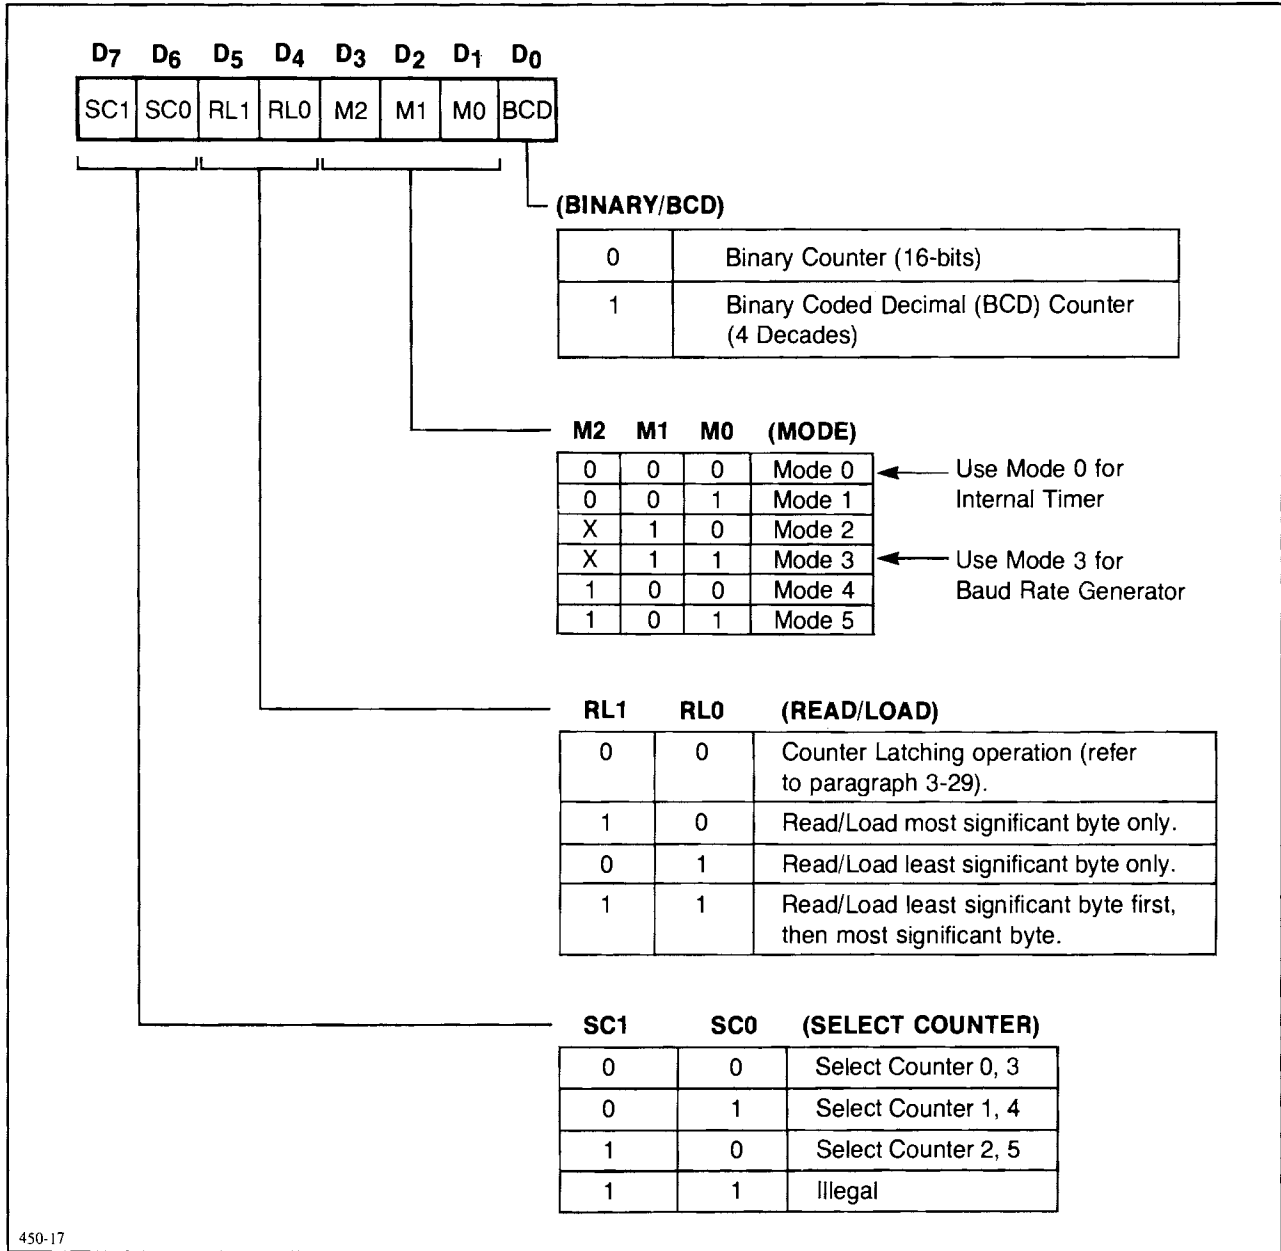 D7 D6 D5 D4 D3 D2 D1 D0
SC1 SC0 RL1 RL0 M2 M1 M0 BCD
(BINARY/BCD)
0 Binary Counter (16-bits)
1 Binary Coded Decimal (BCD) Counter
(4 Decades)
M2 M1 M0 (MODE)
0 0 0 Mode 0 Use Mode 0 for
0 0 1 Mode 1 Internal Timer
X 1 0 Mode 2
X 1 1 Mode 3 Use Mode 3 for
1 0 0 Mode 4 Baud Rate Generator
1 0 1 Mode 5
RL1 RL0 (READ/LOAD)
0 0 Counter Latching operation (refer
to paragraph 3-29).
1 0 Read/Load most significant byte only.
0 1 Read/Load least significant byte only.
1 1 Read/Load least significant byte first,
then most significant byte.
SC1 SC0 (SELECT COUNTER)
0 0 Select Counter 0, 3
0 1 Select Counter 1, 4
1 0 Select Counter 2, 5
1 1 Illegal
450-17